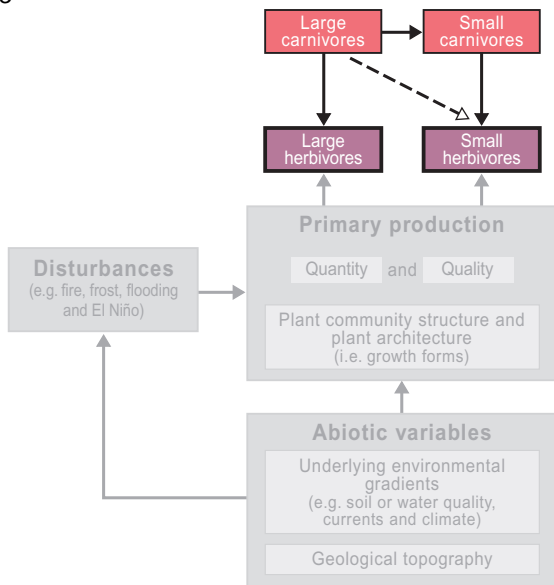 Large
carnivores
Small
carnivores
Large
herbivores
Small
herbivores
Primary production
Quantity and Quality
Plant community structure and
plant architecture
(i.e. growth forms)
Disturbances
(e.g. fire, frost, flooding
and El Niño)
Abiotic variables
Underlying environmental
gradients
(e.g. soil or water quality,
currents and climate)
Geological topography